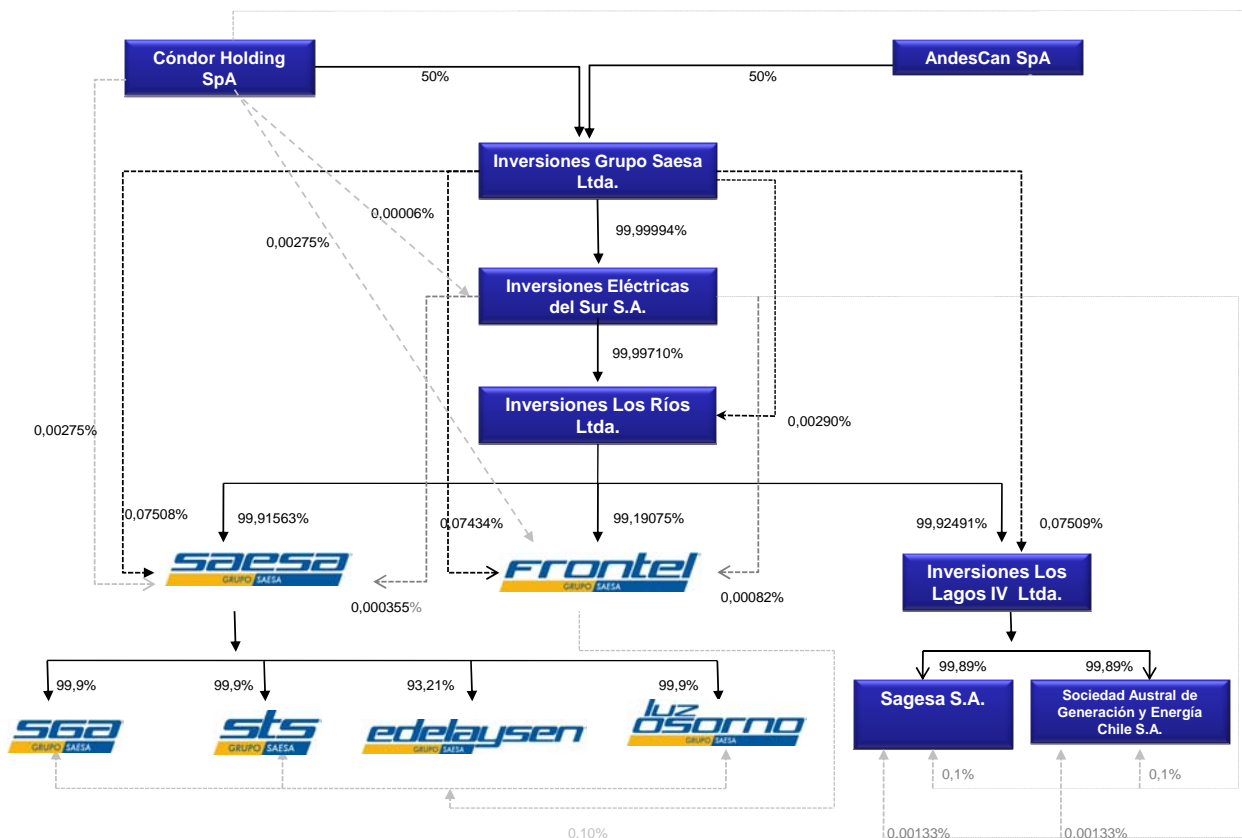 Cóndor Holding
SpA
AndesCan SpA
50%
50%
Inversiones Grupo Saesa
Ltda.
0,00006%
0,00275%
99,99994%
Inversiones Eléctricas
del Sur S.A.
99,99710%
Inversiones Los Ríos
Ltda.
0,00290%
0,00275%
0,07508%
99,91563%
0,07434%
99,19075%
99,92491%
0,07509%
saesa
GRUPO SAESA
frontel
GRUPO SAESA
Inversiones Los
Lagos IV Ltda.
0,000355%
0,00082%
99,9%
99,9%
93,21%
99,9%
99,89%
99,89%
sga
GRUPO SAESA
sts
GRUPO SAESA
edelaysen
GRUPO SAESA
luz
osorno
GRUPO SAESA
Sagesa S.A.
Sociedad Austral de
Generación y Energía
Chile S.A.
0,1%
0,1%
0,10%
0,00133%
0,00133%